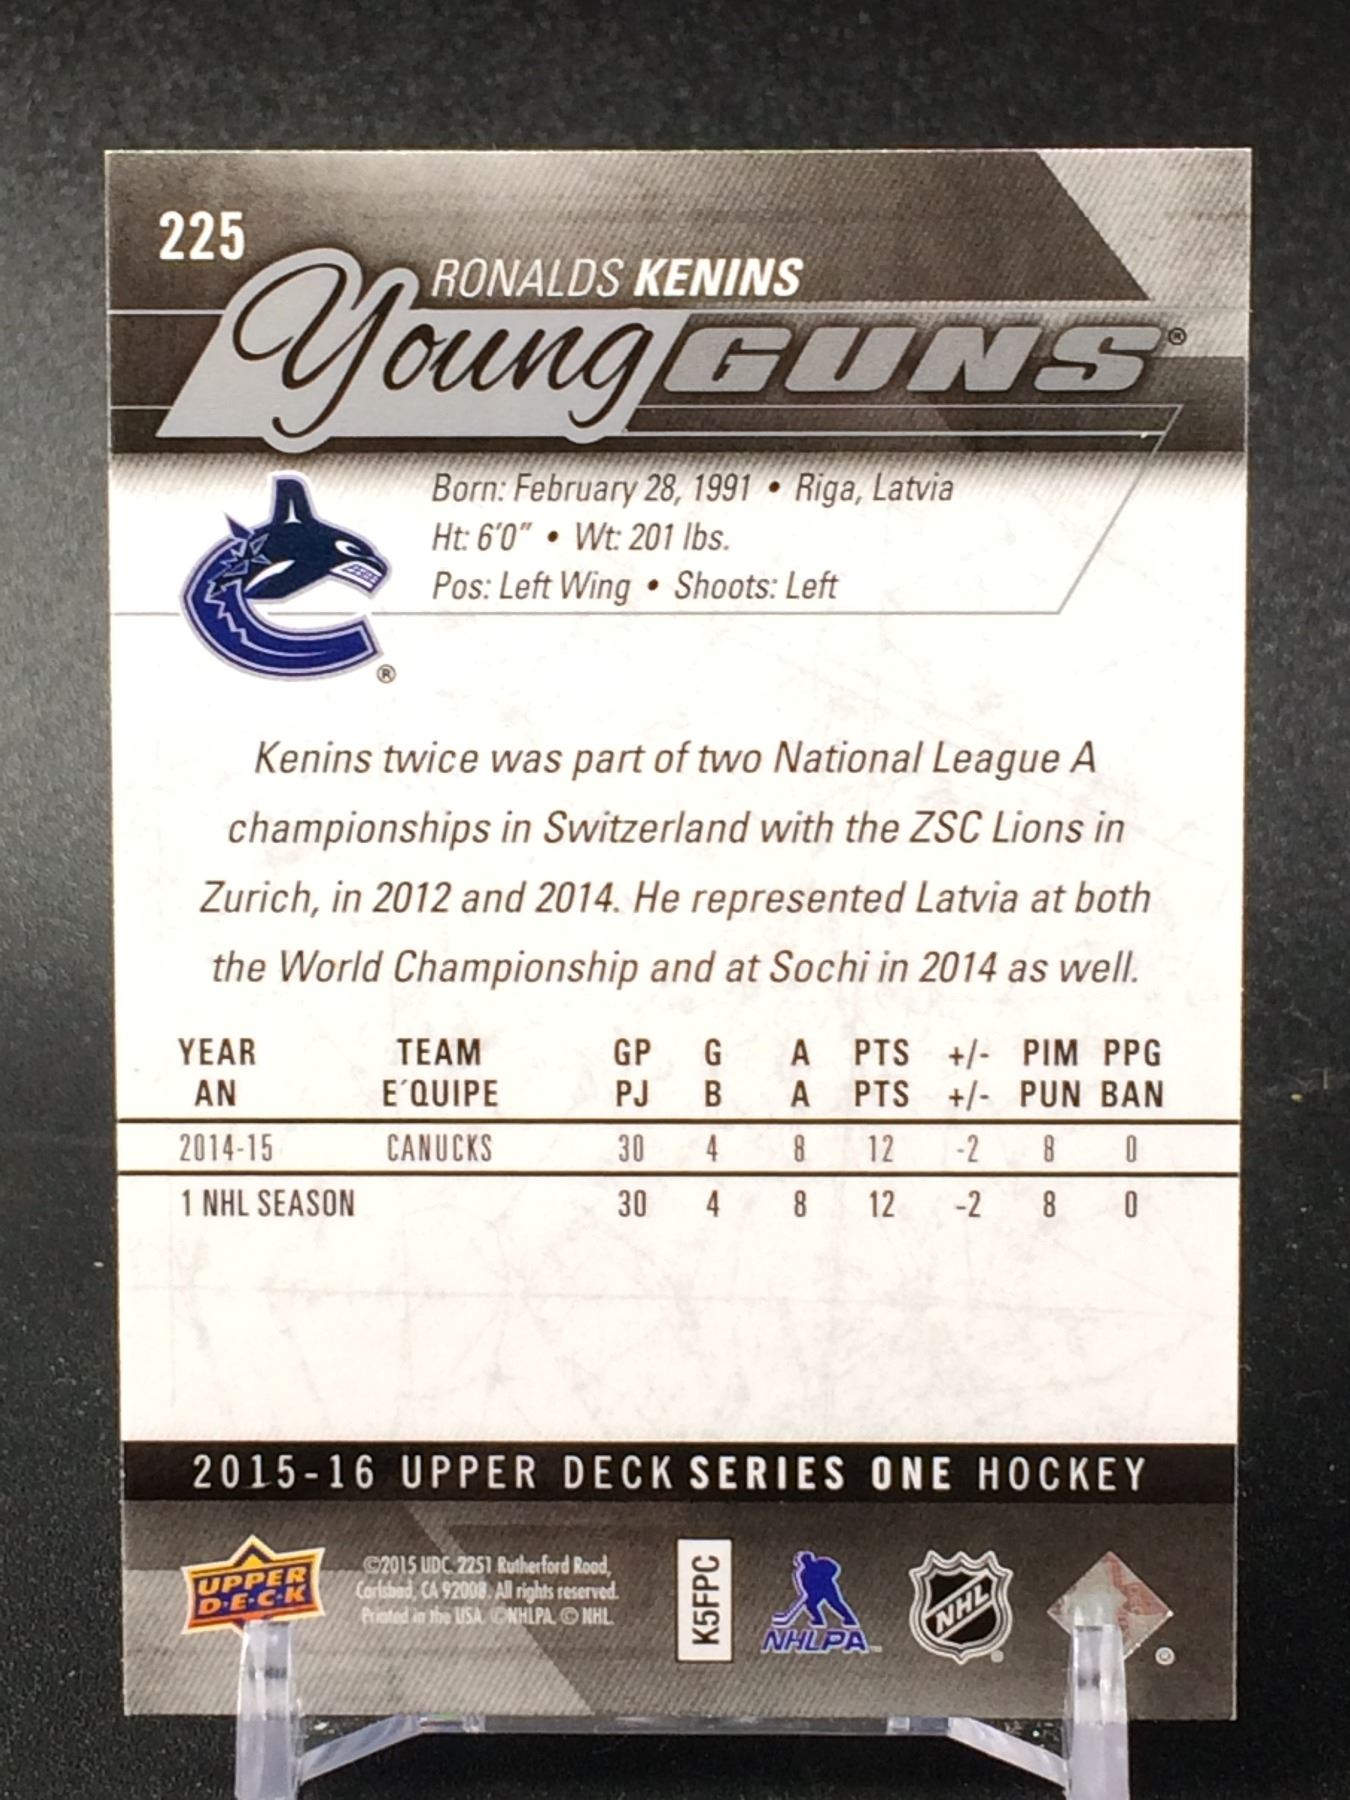 225
RONALDS KENINS
Young GUNS®
Born: February 28, 1991 • Riga, Latvia
Ht: 6'0" • Wt: 201 lbs.
Pos: Left Wing • Shoots: Left
®
Kenins twice was part of two National League A
championships in Switzerland with the ZSC Lions in
Zurich, in 2012 and 2014. He represented Latvia at both
the World Championship and at Sochi in 2014 as well.
YEAR TEAM GP G A PTS +/- PIM PPG
AN E´QUIPE PJ B A PTS +/- PUN BAN
2014-15 CANUCKS 30 4 8 12 -2 8 0
1 NHL SEASON 30 4 8 12 -2 8 0
2015-16 UPPER DECK SERIES ONE HOCKEY
UPPER
D•E•C•K
©2015 UDC. 2251 Rutherford Road,
Carlsbad, CA 92008. All rights reserved.
Printed in the USA. ©NHLPA. © NHL.
K5FPC
NHLPA™
NHL®
®